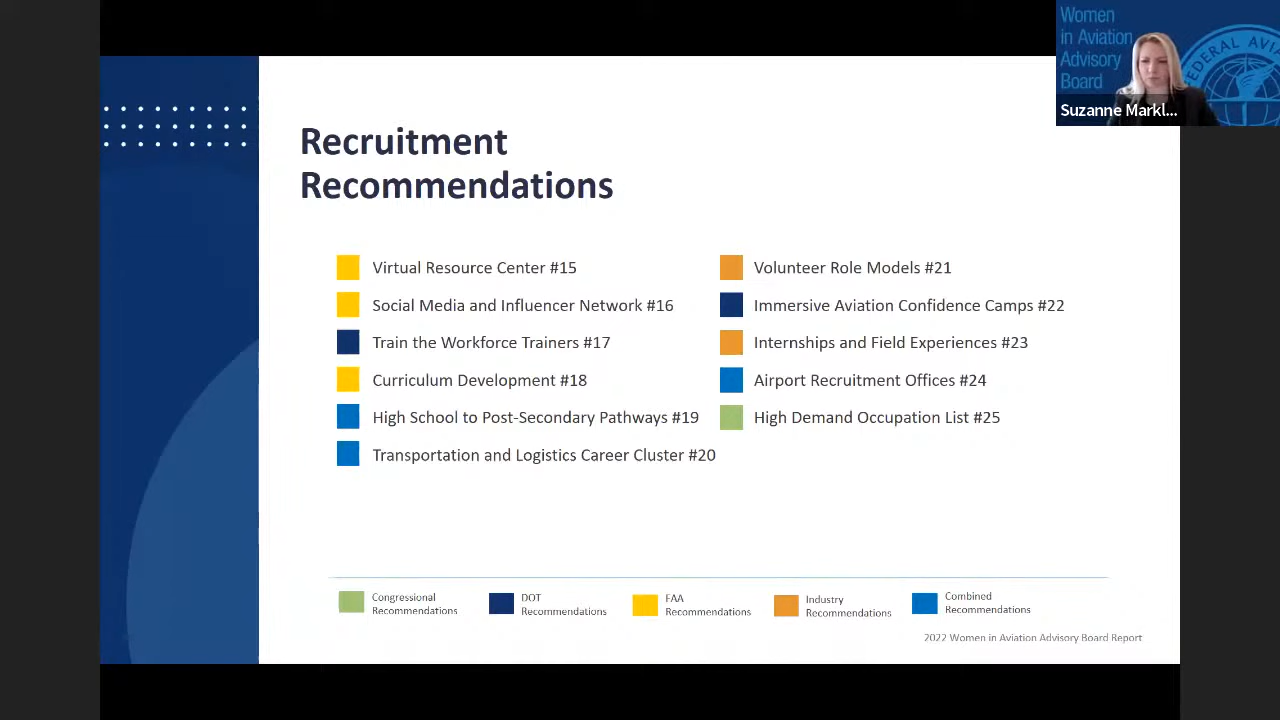 Women
in Aviation
Advisory
Board
FEDERAL AVIA
Suzanne Markl...
Recruitment
Recommendations
Virtual Resource Center #15
Social Media and Influencer Network #16
Train the Workforce Trainers #17
Curriculum Development #18
High School to Post-Secondary Pathways #19
Transportation and Logistics Career Cluster #20
Volunteer Role Models #21
Immersive Aviation Confidence Camps #22
Internships and Field Experiences #23
Airport Recruitment Offices #24
High Demand Occupation List #25
Congressional
Recommendations
DOT
Recommendations
FAA
Recommendations
Industry
Recommendations
Combined
Recommendations
2022 Women in Aviation Advisory Board Report